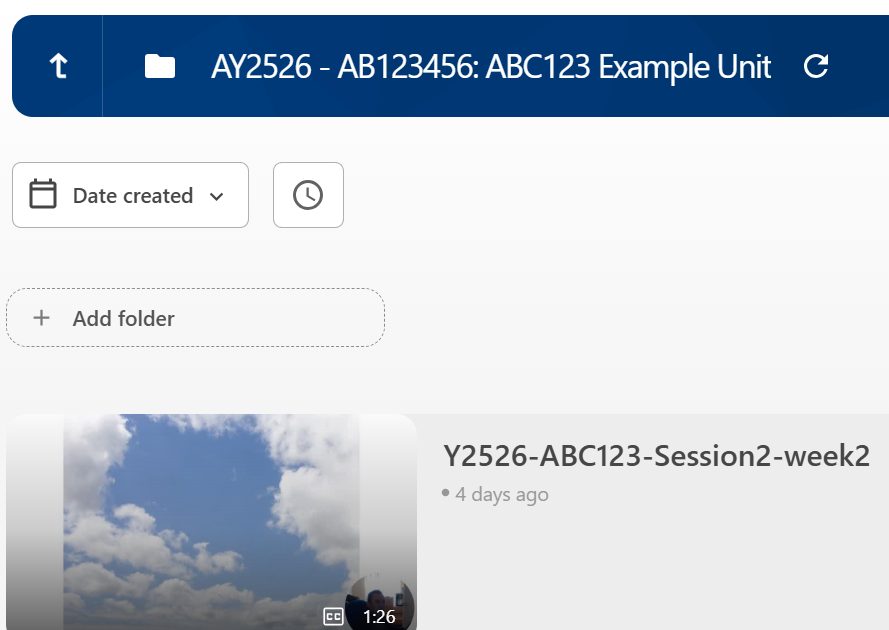 AY2526 - AB123456: ABC123 Example Unit
Date created
Add folder
Y2526-ABC123-Session2-week2
4 days ago
CC 1:26